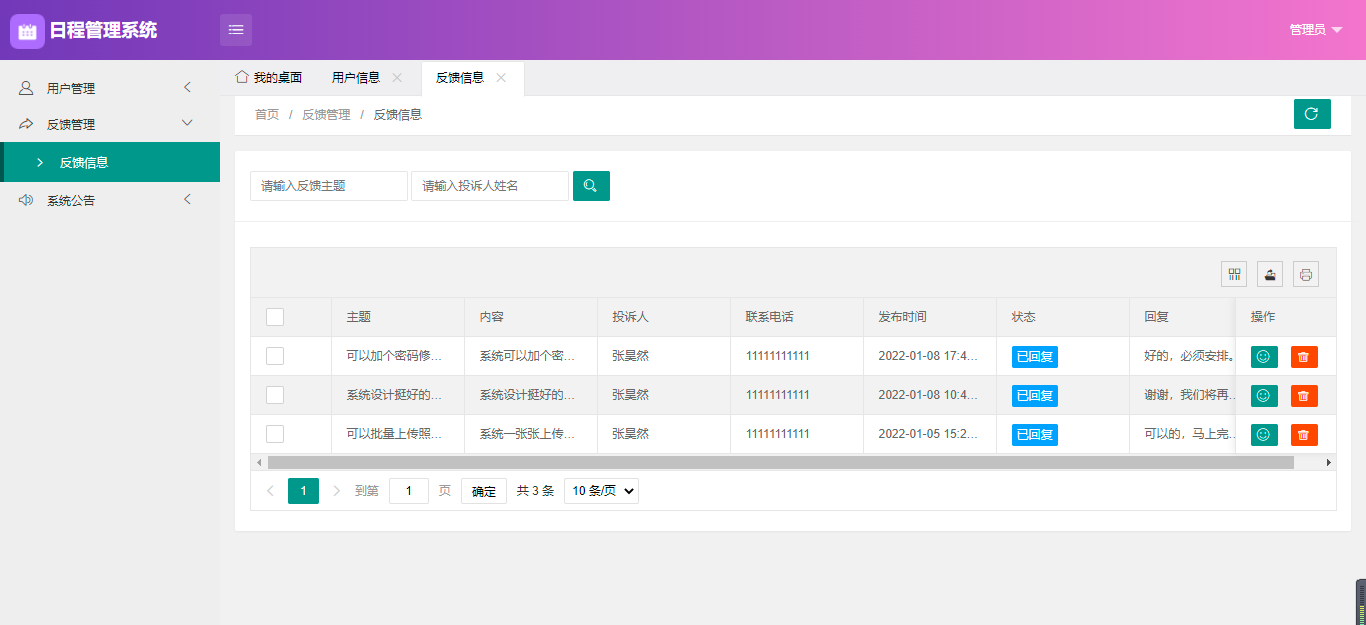 日程管理系统
管理员
用户管理
反馈管理
反馈信息
系统公告
我的桌面 用户信息 反馈信息
首页 / 反馈管理 / 反馈信息
请输入反馈主题 请输入投诉人姓名
主题 内容 投诉人 联系电话 发布时间 状态 回复 操作
可以加个密码修... 系统可以加个密... 张昊然 11111111111 2022-01-08 17:4... 已回复 好的，必须安排。
系统设计挺好的... 系统设计挺好的... 张昊然 11111111111 2022-01-08 10:4... 已回复 谢谢，我们将再...
可以批量上传照... 系统一张张上传... 张昊然 11111111111 2022-01-05 15:2... 已回复 可以的，马上完...
1 到第 1 页 确定 共 3 条 10 条/页